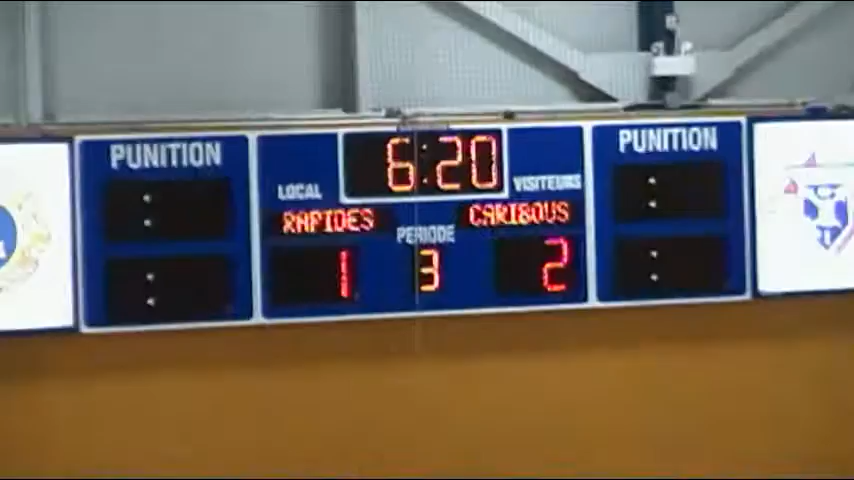 PUNITION
6:20
PUNITION
LOCAL
VISITEURS
RAPIDES
CARIBOUS
PERIODE
1
3
2